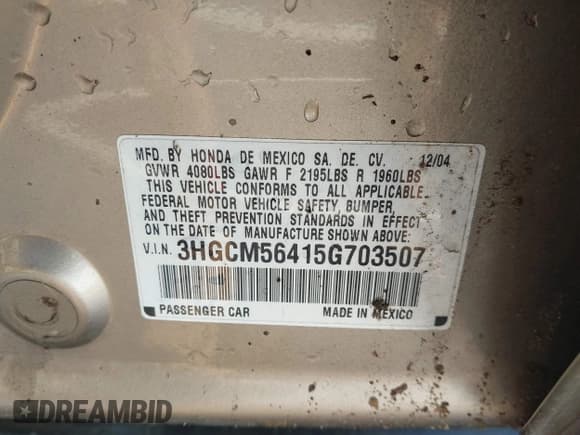 MFD. BY HONDA DE MEXICO SA. DE. CV. 12/04
GVWR 4080LBS GAWR F 2195LBS R 1960LBS
THIS VEHICLE CONFORMS TO ALL APPLICABLE
FEDERAL MOTOR VEHICLE SAFETY, BUMPER,
AND THEFT PREVENTION STANDARDS IN EFFECT
ON THE DATE OF MANUFACTURE SHOWN ABOVE:
V.I.N. 3HGCM56415G703507
PASSENGER CAR MADE IN MEXICO
DREAMBID